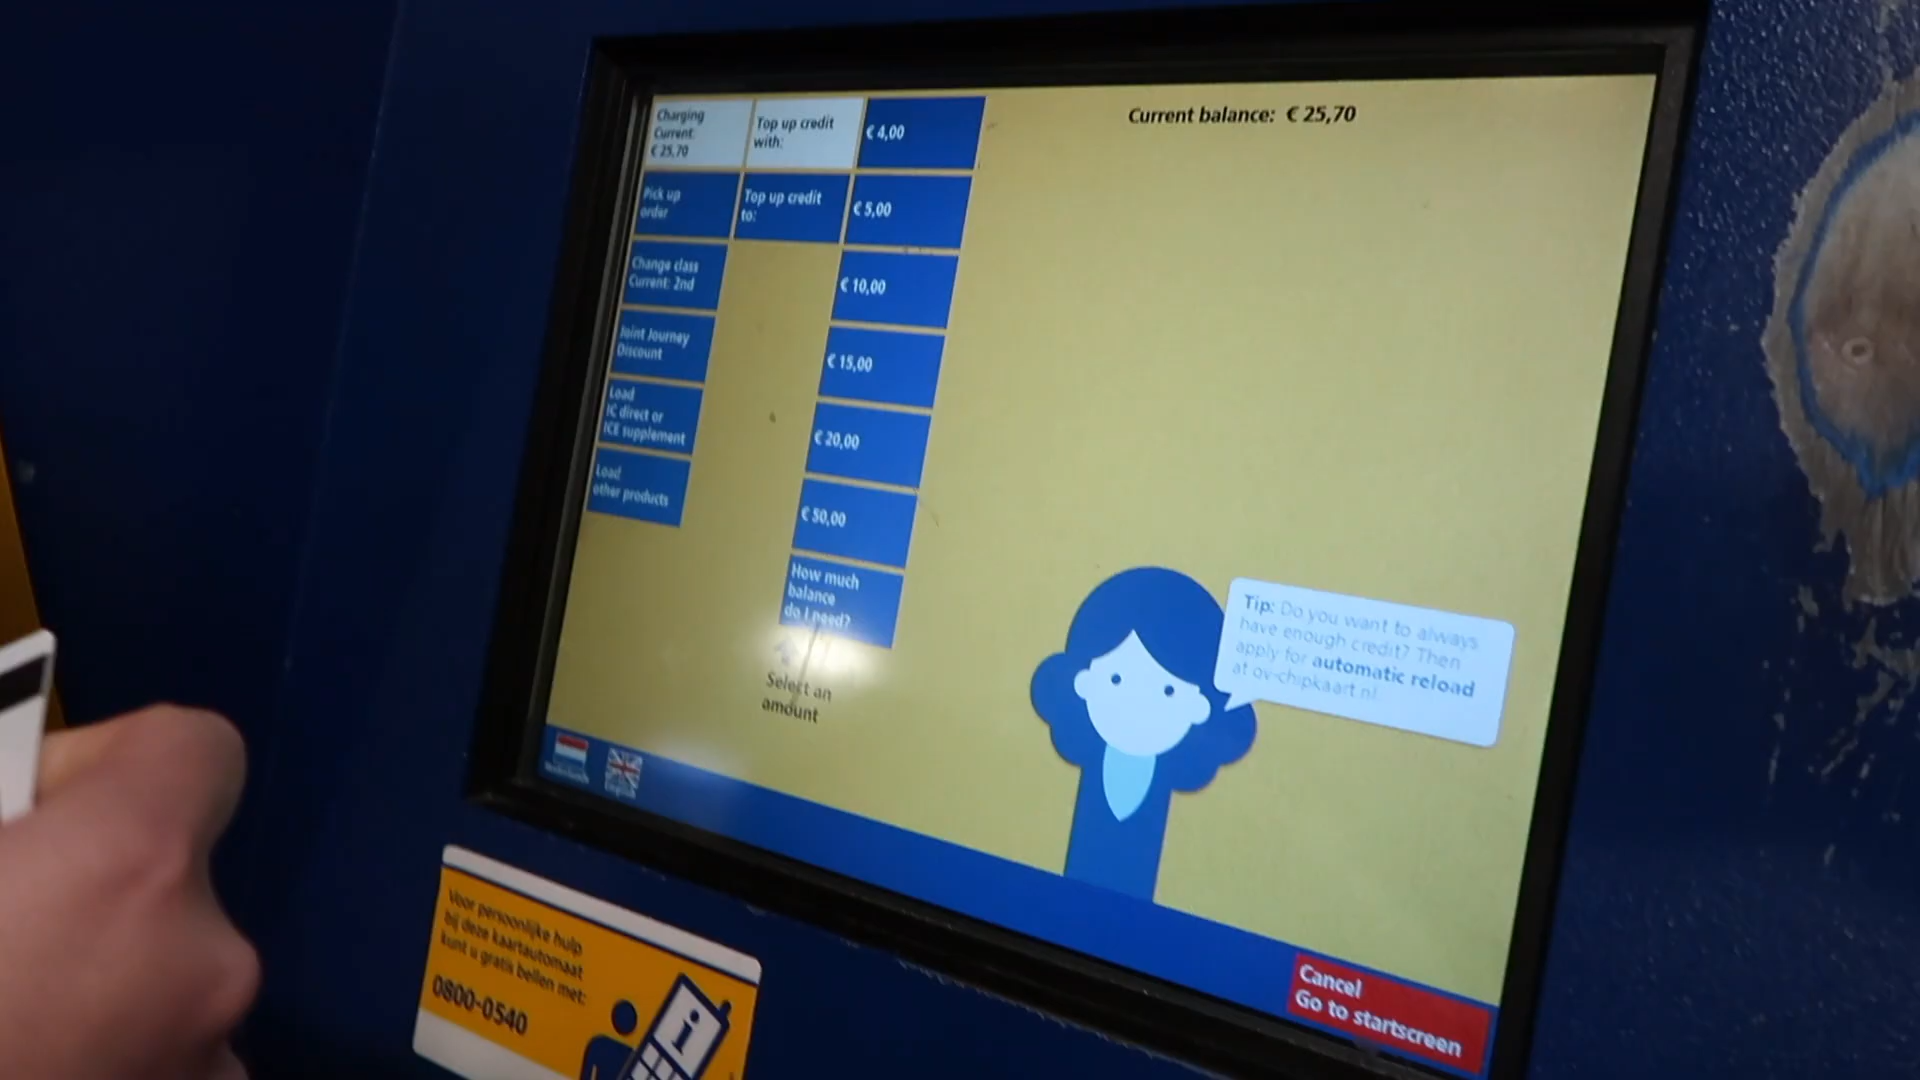 Charging
Current:
€ 25,70
Top up credit
with:
€ 4,00
Current balance: € 25,70
Pick up
order
Top up credit
to:
€ 5,00
Change class
Current: 2nd
€ 10,00
Joint Journey
Discount
€ 15,00
Load
IC direct or
ICE supplement
€ 20,00
Load
other products
€ 50,00
How much
balance
do I need?
Select an
amount
Tip: Do you want to always
have enough credit? Then
apply for automatic reload
at ov-chipkaart.nl
Nederlands
English
Cancel
Go to startscreen
Voor persoonlijke hulp
bij deze kaartautomaat
kunt u gratis bellen met:
0800-0540
i